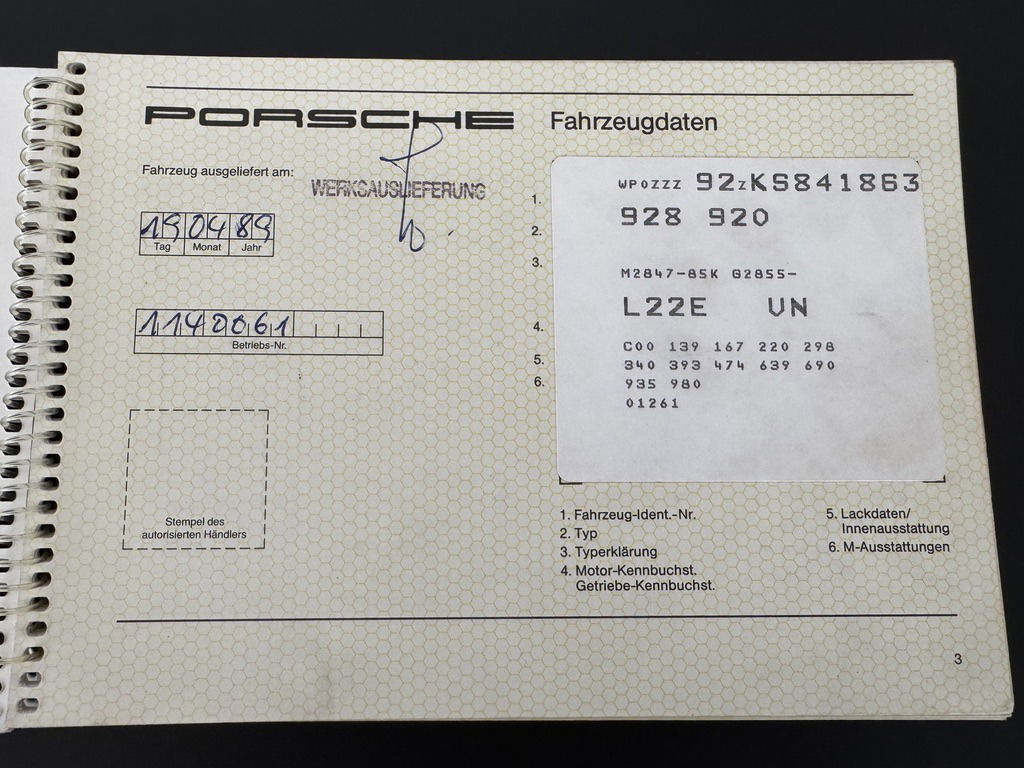 PORSCHE Fahrzeugdaten
Fahrzeug ausgeliefert am:
WERKSAUSLIEFERUNG
19 04 89
Tag Monat Jahr
1140061
Betriebs-Nr.
Stempel des
autorisierten Händlers
1.
2.
3.
4.
5.
6.
WP0ZZZ 92ZKS841863
928 920
M2847-85K G2855-
L22E VN
C00 139 167 220 298
340 393 474 639 690
935 980
01261
1. Fahrzeug-Ident.-Nr.
2. Typ
3. Typerklärung
4. Motor-Kennbuchst.
Getriebe-Kennbuchst.
5. Lackdaten/
Innenausstattung
6. M-Ausstattungen
3